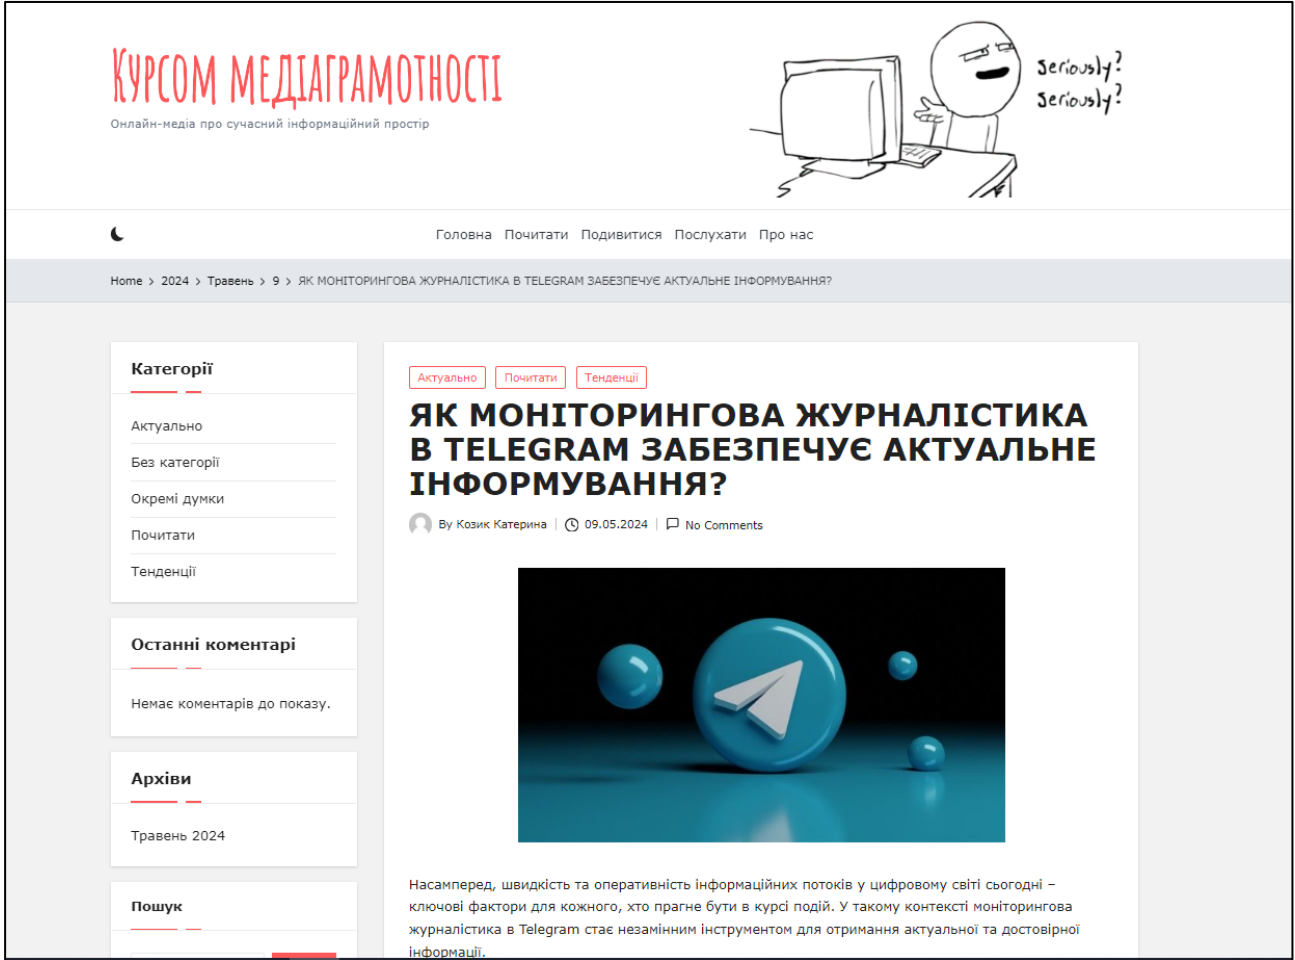 Курсом медіаграмотності
Онлайн-медіа про сучасний інформаційний простір
Seriously?
Seriously?
Головна Почитати Подивитися Послухати Про нас
Home > 2024 > Травень > 9 > ЯК МОНІТОРИНГОВА ЖУРНАЛІСТИКА В TELEGRAM ЗАБЕЗПЕЧУЄ АКТУАЛЬНЕ ІНФОРМУВАННЯ?
Категорії
Актуально
Без категорії
Окремі думки
Почитати
Тенденції
Останні коментарі
Немає коментарів до показу.
Архіви
Травень 2024
Пошук
Актуально Почитати Тенденції
ЯК МОНІТОРИНГОВА ЖУРНАЛІСТИКА
В TELEGRAM ЗАБЕЗПЕЧУЄ АКТУАЛЬНЕ
ІНФОРМУВАННЯ?
By Козик Катерина | 09.05.2024 | No Comments
Насамперед, швидкість та оперативність інформаційних потоків у цифровому світі сьогодні –
ключові фактори для кожного, хто прагне бути в курсі подій. У такому контексті моніторингова
журналістика в Telegram стає незамінним інструментом для отримання актуальної та достовірної
інформації.